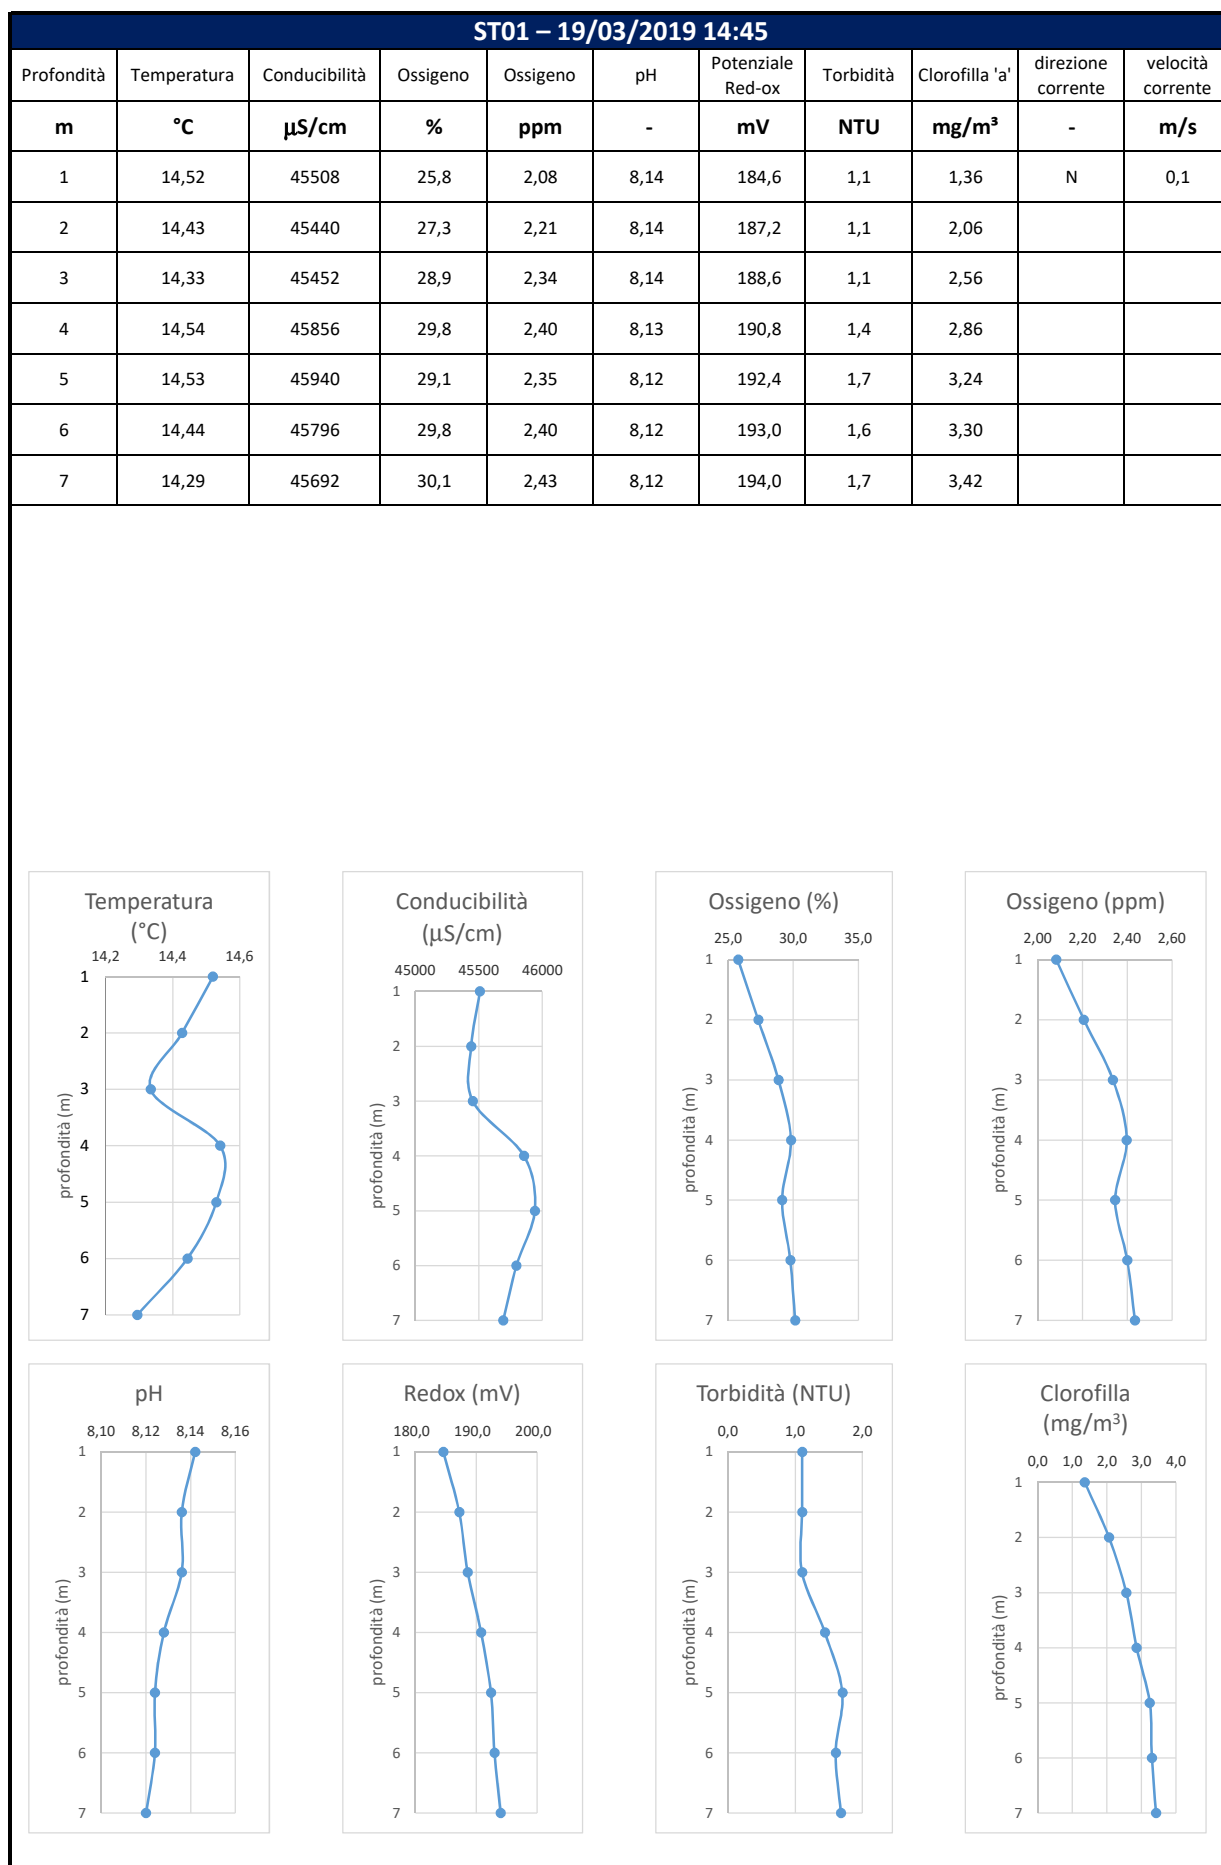 ST01 – 19/03/2019 14:45
Profondità Temperatura Conducibilità Ossigeno Ossigeno pH Potenziale Red-ox Torbidità Clorofilla 'a' direzione corrente velocità corrente
m °C µS/cm % ppm - mV NTU mg/m³ - m/s
1 14,52 45508 25,8 2,08 8,14 184,6 1,1 1,36 N 0,1
2 14,43 45440 27,3 2,21 8,14 187,2 1,1 2,06
3 14,33 45452 28,9 2,34 8,14 188,6 1,1 2,56
4 14,54 45856 29,8 2,40 8,13 190,8 1,4 2,86
5 14,53 45940 29,1 2,35 8,12 192,4 1,7 3,24
6 14,44 45796 29,8 2,40 8,12 193,0 1,6 3,30
7 14,29 45692 30,1 2,43 8,12 194,0 1,7 3,42
Temperatura
(°C)
14,2 14,4 14,6
1
2
3
4
5
6
7
profondità (m)
Conducibilità
(µS/cm)
45000 45500 46000
1
2
3
4
5
6
7
profondità (m)
Ossigeno (%)
25,0 30,0 35,0
1
2
3
4
5
6
7
profondità (m)
Ossigeno (ppm)
2,00 2,20 2,40 2,60
1
2
3
4
5
6
7
profondità (m)
pH
8,10 8,12 8,14 8,16
1
2
3
4
5
6
7
profondità (m)
Redox (mV)
180,0 190,0 200,0
1
2
3
4
5
6
7
profondità (m)
Torbidità (NTU)
0,0 1,0 2,0
1
2
3
4
5
6
7
profondità (m)
Clorofilla
(mg/m³)
0,0 1,0 2,0 3,0 4,0
1
2
3
4
5
6
7
profondità (m)